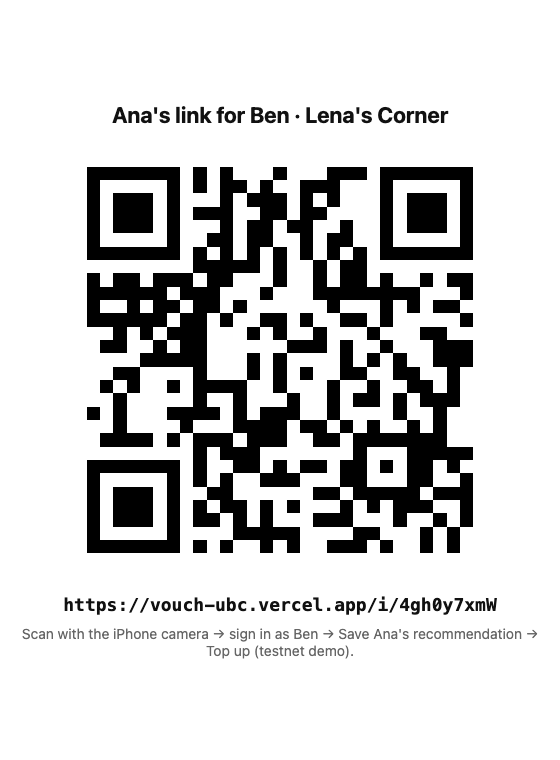 Ana's link for Ben · Lena's Corner
https://vouch-ubc.vercel.app/i/4gh0y7xmW
Scan with the iPhone camera → sign in as Ben → Save Ana's recommendation →
Top up (testnet demo).